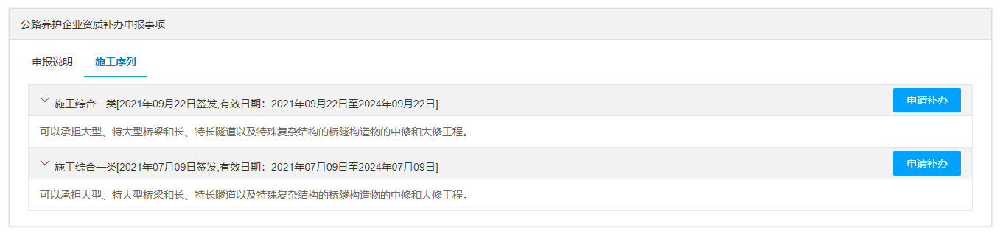 公路养护企业资质补办申报事项
申报说明
施工序列
施工综合一类[2021年09月22日签发,有效日期：2021年09月22日至2024年09月22日]
申请补办
可以承担大型、特大型桥梁和长、特长隧道以及特殊复杂结构的桥隧构造物的中修和大修工程。
施工综合一类[2021年07月09日签发,有效日期：2021年07月09日至2024年07月09日]
申请补办
可以承担大型、特大型桥梁和长、特长隧道以及特殊复杂结构的桥隧构造物的中修和大修工程。